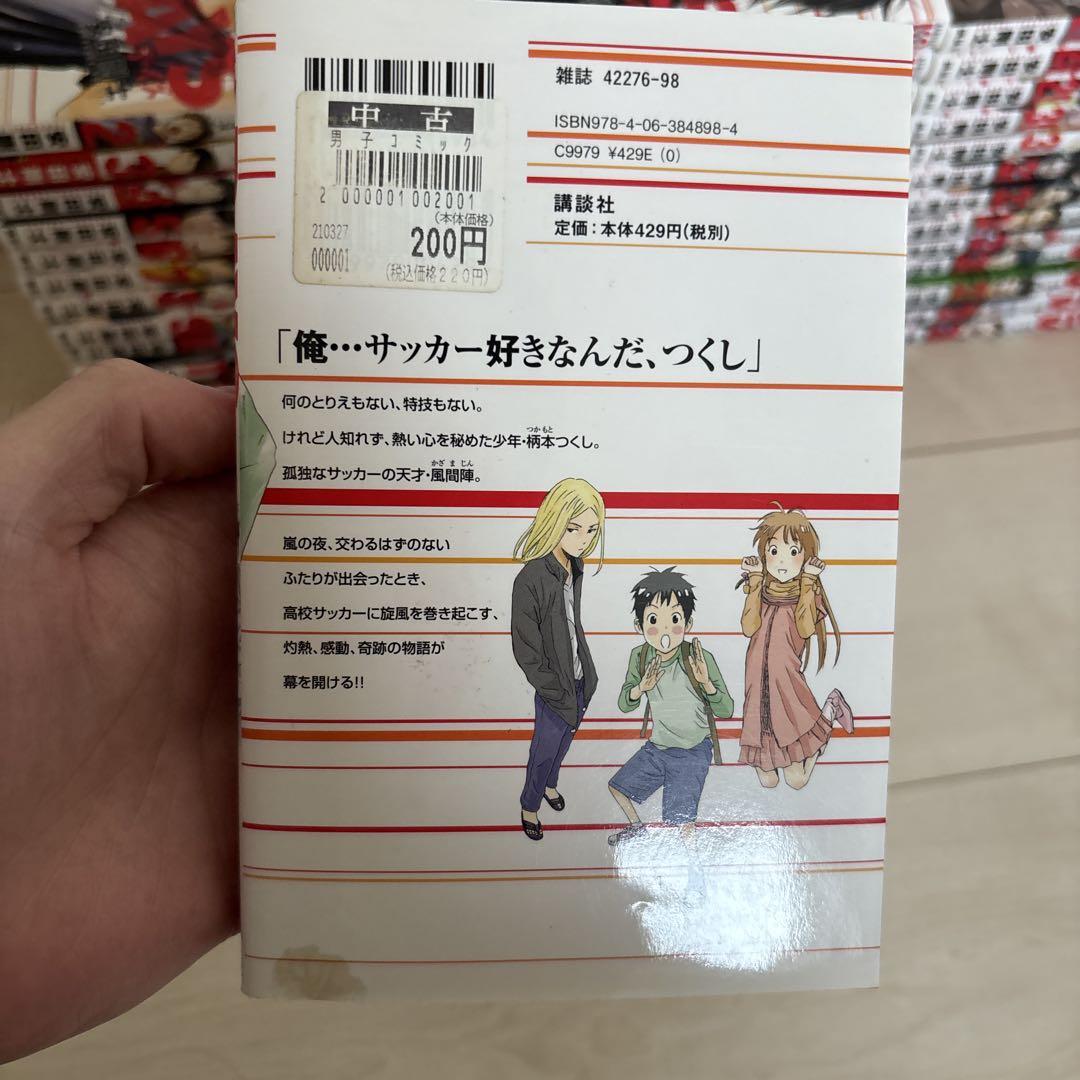 雑誌 42276-98
ISBN978-4-06-384898-4
C9979 ¥429E (0)
講談社
定価:本体429円(税別)
中古
男子コミック
2 000001 002001
(本体価格)
210327
200円
000001
(税込価格220円)
「俺…サッカー好きなんだ、つくし」
何のとりえもない、特技もない。
つかもと
けれど人知れず、熱い心を秘めた少年・柄本つくし。
かざ ま じん
孤独なサッカーの天才・風間陣。
嵐の夜、交わるはずのない
ふたりが出会ったとき、
高校サッカーに旋風を巻き起こす、
灼熱、感動、奇跡の物語が
幕を開ける!!